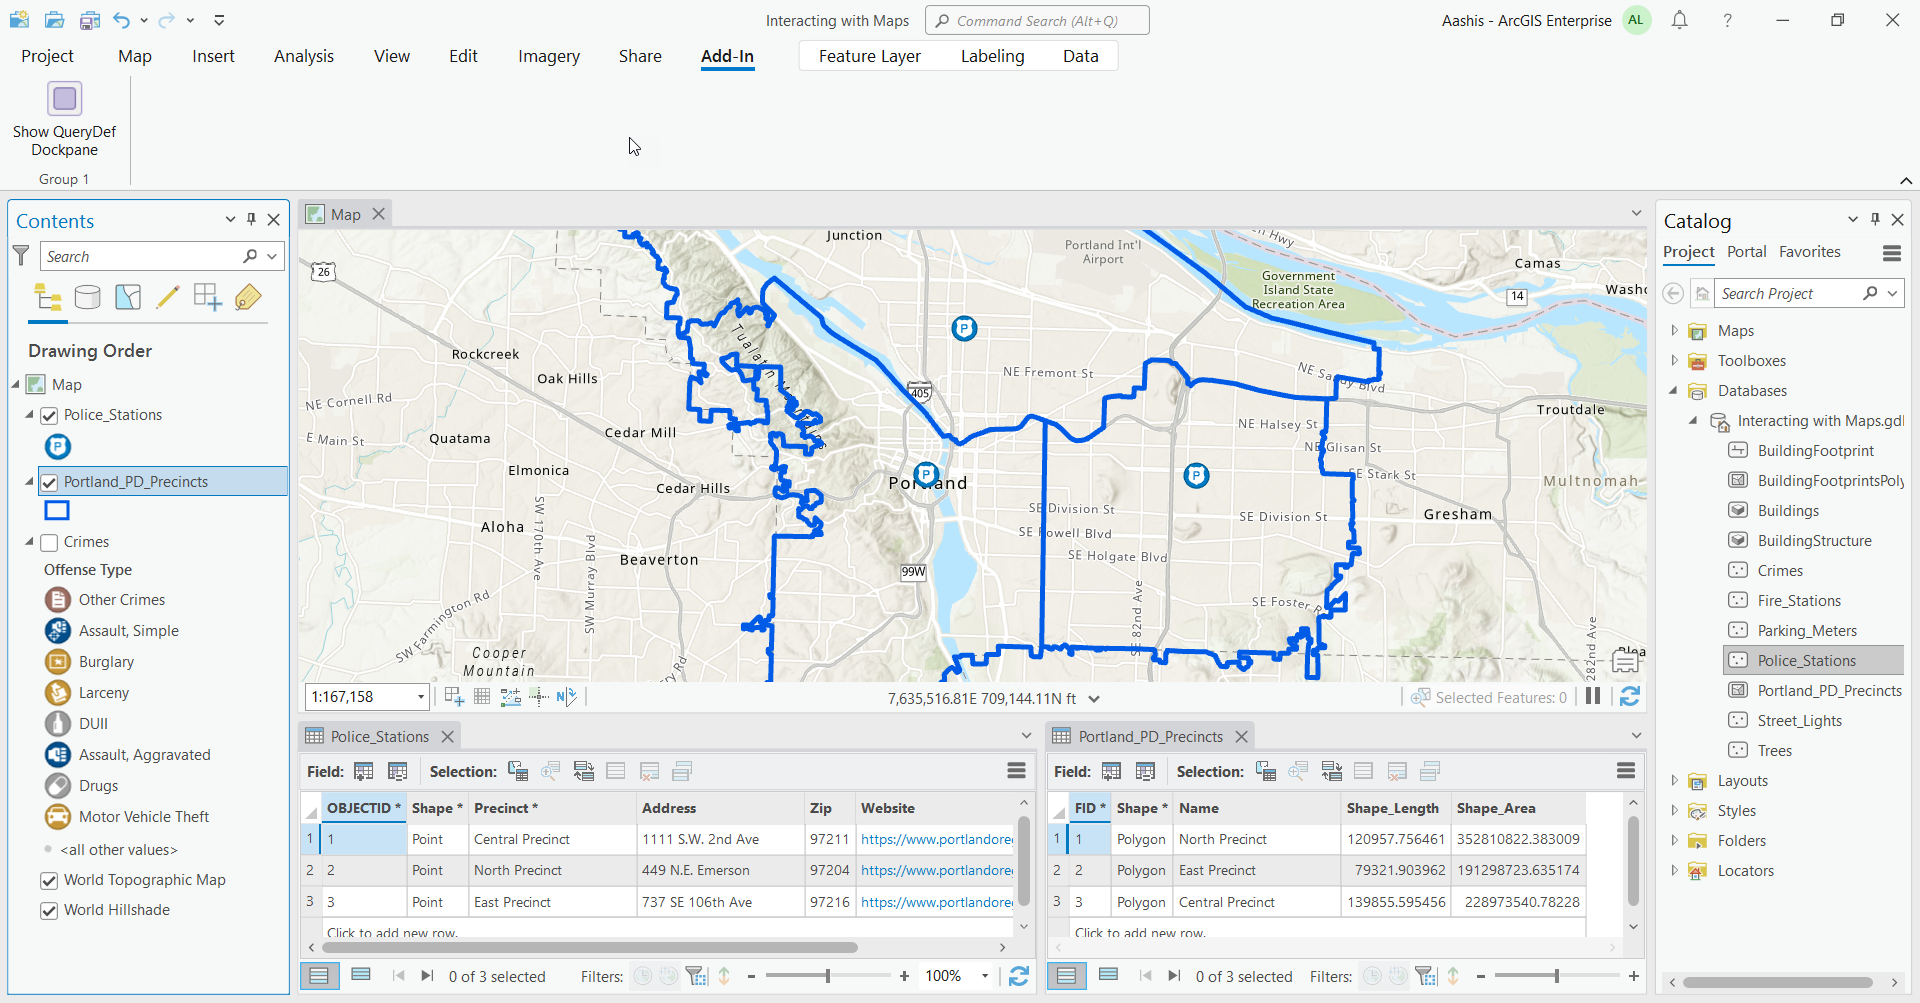 Interacting with Maps
Command Search (Alt+Q)
Aashis - ArcGIS Enterprise
AL
?
Project
Map
Insert
Analysis
View
Edit
Imagery
Share
Add-In
Feature Layer
Labeling
Data
Show QueryDef
Dockpane
Group 1
Contents
Search
Drawing Order
Map
Police_Stations
P
Portland_PD_Precincts
Crimes
Offense Type
Other Crimes
Assault, Simple
Burglary
Larceny
DUII
Assault, Aggravated
Drugs
Motor Vehicle Theft
<all other values>
World Topographic Map
World Hillshade
Map
Junction
Portland Int'l
Airport
Government
Island State
Recreation Area
Camas
14
26
Rockcreek
Oak Hills
NE Cornell Rd
E Main St
Quatama
Cedar Mill
Elmonica
Cedar Hills
Aloha
SW 170th Ave
SW Murray Blvd
Beaverton
SW Farmington Rd
Cooper
Mountain
P
405
NE Fremont St
NE Sandy Blvd
Troutdale
NE Halsey St
NE Glisan St
SE Stark St
Multnomah
P
Portland
P
SE Division St
SE Division St
Gresham
SE Powell Blvd
SE Holgate Blvd
99W
SE 82nd Ave
282nd Ave
1:167,158
7,635,516.81E 709,144.11N ft
Selected Features: 0
Police_Stations
Field:
Selection:
OBJECTID * Shape * Precinct * Address Zip Website
1 1 Point Central Precinct 1111 S.W. 2nd Ave 97211 https://www.portlandore
2 2 Point North Precinct 449 N.E. Emerson 97204 https://www.portlandore
3 3 Point East Precinct 737 SE 106th Ave 97216 https://www.portlandore
Click to add new row.
0 of 3 selected
Filters:
100%
Portland_PD_Precincts
Field:
Selection:
FID * Shape * Name Shape_Length Shape_Area
1 1 Polygon North Precinct 120957.756461 352810822.383009
2 2 Polygon East Precinct 79321.903962 191298723.635174
3 3 Polygon Central Precinct 139855.595456 228973540.78228
Click to add new row.
0 of 3 selected
Filters:
Catalog
Project
Portal
Favorites
Search Project
Maps
Toolboxes
Databases
Interacting with Maps.gd
BuildingFootprint
BuildingFootprintsPoly
Buildings
BuildingStructure
Crimes
Fire_Stations
Parking_Meters
Police_Stations
Portland_PD_Precincts
Street_Lights
Trees
Layouts
Styles
Folders
Locators